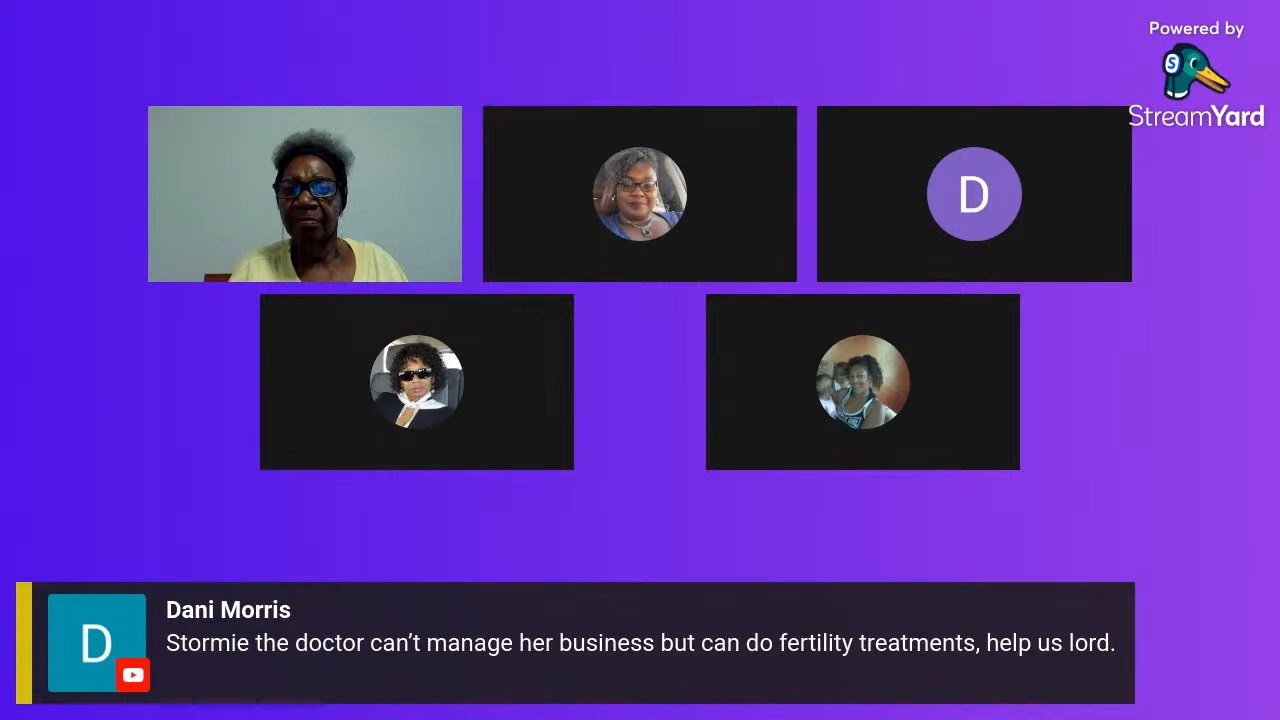 Powered by
S
StreamYard
D
D
Dani Morris
Stormie the doctor can’t manage her business but can do fertility treatments, help us lord.